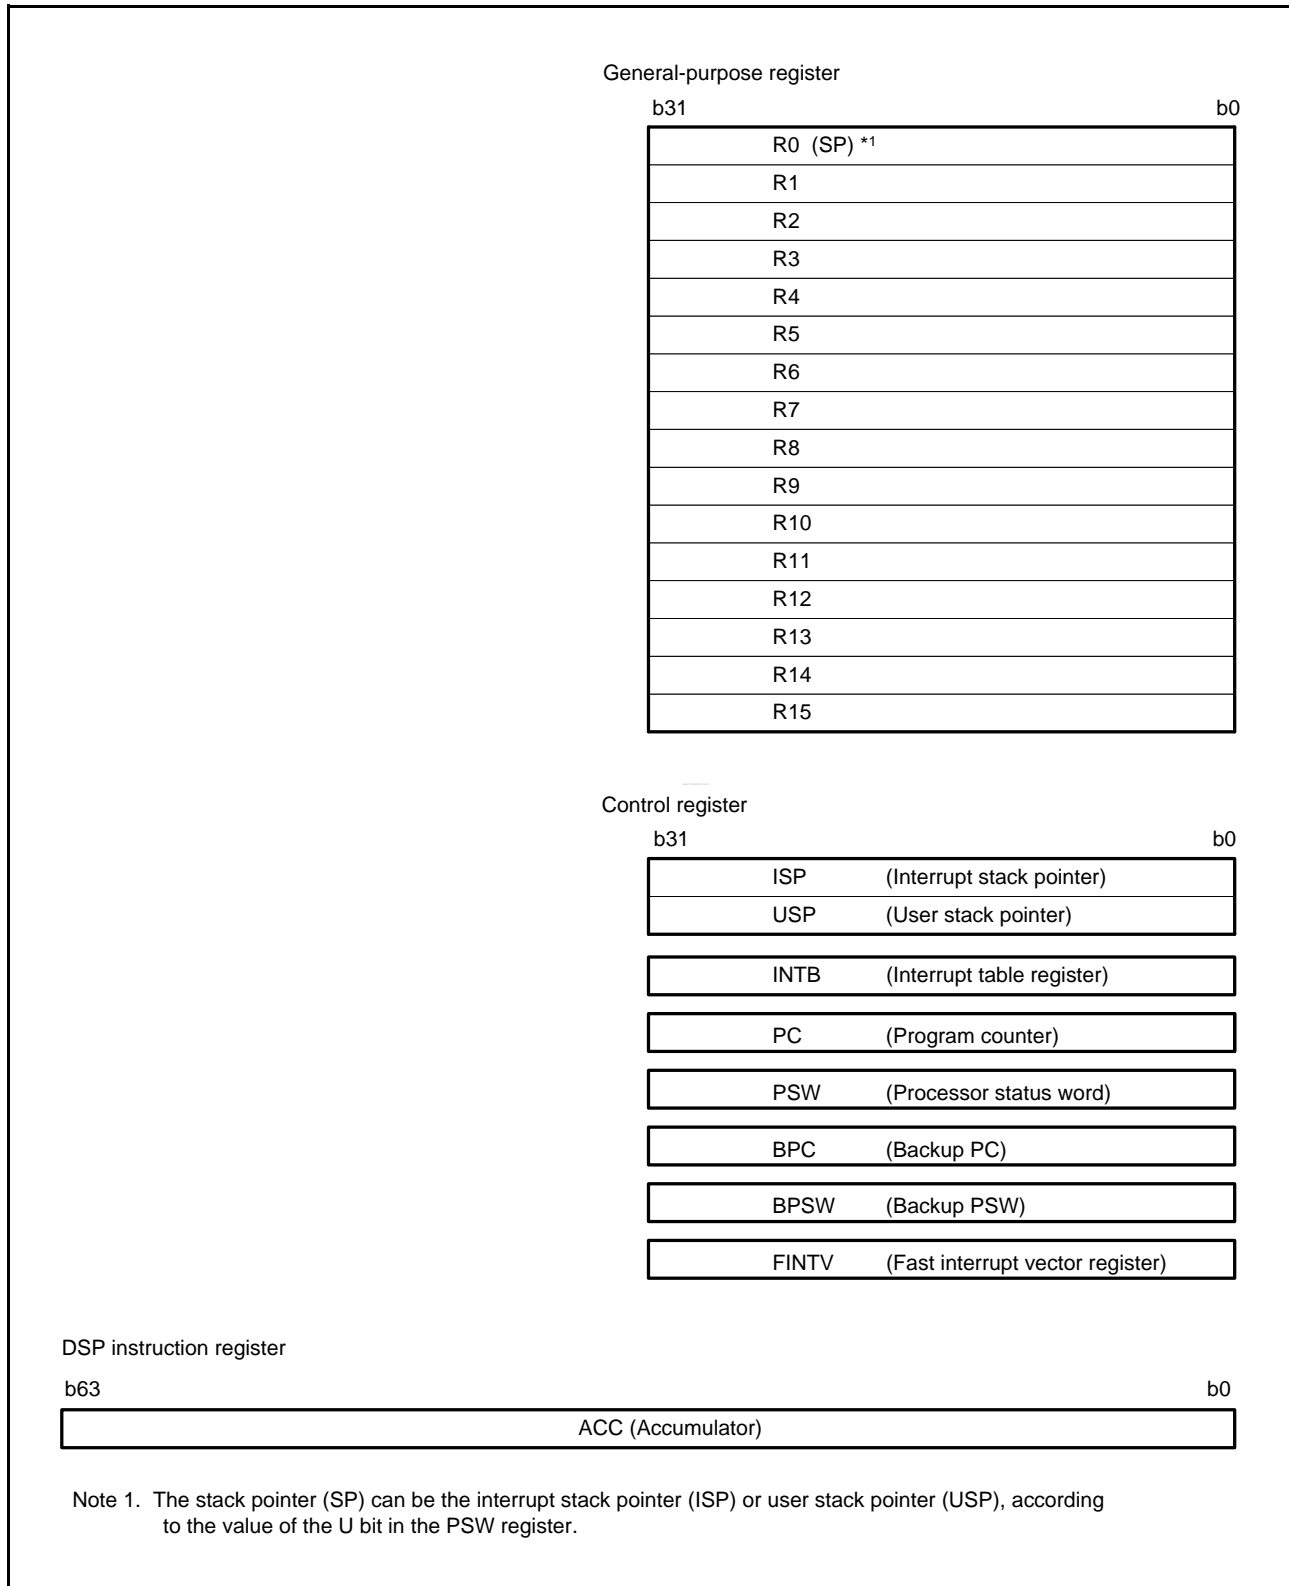 General-purpose register
b31 b0
R0 (SP) *1
R1
R2
R3
R4
R5
R6
R7
R8
R9
R10
R11
R12
R13
R14
R15
Control register
b31 b0
ISP (Interrupt stack pointer)
USP (User stack pointer)
INTB (Interrupt table register)
PC (Program counter)
PSW (Processor status word)
BPC (Backup PC)
BPSW (Backup PSW)
FINTV (Fast interrupt vector register)
DSP instruction register
b63 b0
ACC (Accumulator)
Note 1. The stack pointer (SP) can be the interrupt stack pointer (ISP) or user stack pointer (USP), according
to the value of the U bit in the PSW register.